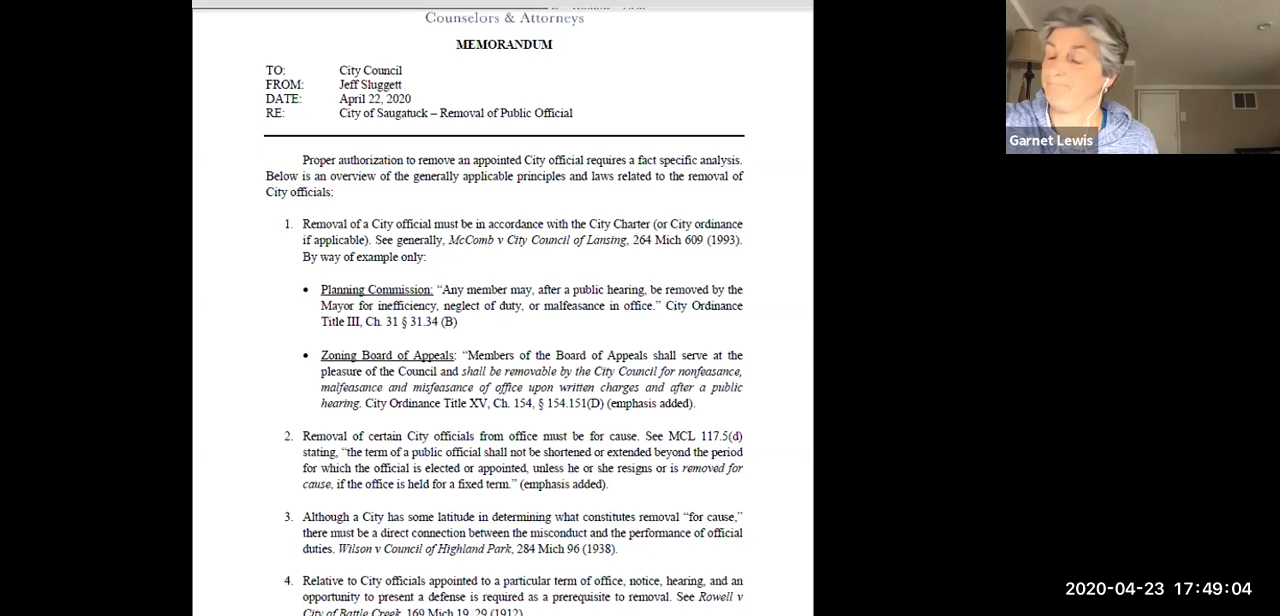 Counselors & Attorneys
MEMORANDUM
TO: City Council
FROM: Jeff Sluggett
DATE: April 22, 2020
RE: City of Saugatuck – Removal of Public Official
Proper authorization to remove an appointed City official requires a fact specific analysis.
Below is an overview of the generally applicable principles and laws related to the removal of
City officials:
1. Removal of a City official must be in accordance with the City Charter (or City ordinance
if applicable). See generally, McComb v City Council of Lansing, 264 Mich 609 (1993).
By way of example only:
• Planning Commission: “Any member may, after a public hearing, be removed by the
Mayor for inefficiency, neglect of duty, or malfeasance in office.” City Ordinance
Title III, Ch. 31 § 31.34 (B)
• Zoning Board of Appeals: “Members of the Board of Appeals shall serve at the
pleasure of the Council and shall be removable by the City Council for nonfeasance,
malfeasance and misfeasance of office upon written charges and after a public
hearing. City Ordinance Title XV, Ch. 154, § 154.151(D) (emphasis added).
2. Removal of certain City officials from office must be for cause. See MCL 117.5(d)
stating, “the term of a public official shall not be shortened or extended beyond the period
for which the official is elected or appointed, unless he or she resigns or is removed for
cause, if the office is held for a fixed term.” (emphasis added).
3. Although a City has some latitude in determining what constitutes removal “for cause,”
there must be a direct connection between the misconduct and the performance of official
duties. Wilson v Council of Highland Park, 284 Mich 96 (1938).
4. Relative to City officials appointed to a particular term of office, notice, hearing, and an
opportunity to present a defense is required as a prerequisite to removal. See Rowell v
City of Battle Creek, 169 Mich 19, 29 (1912).
Garnet Lewis
2020-04-23 17:49:04